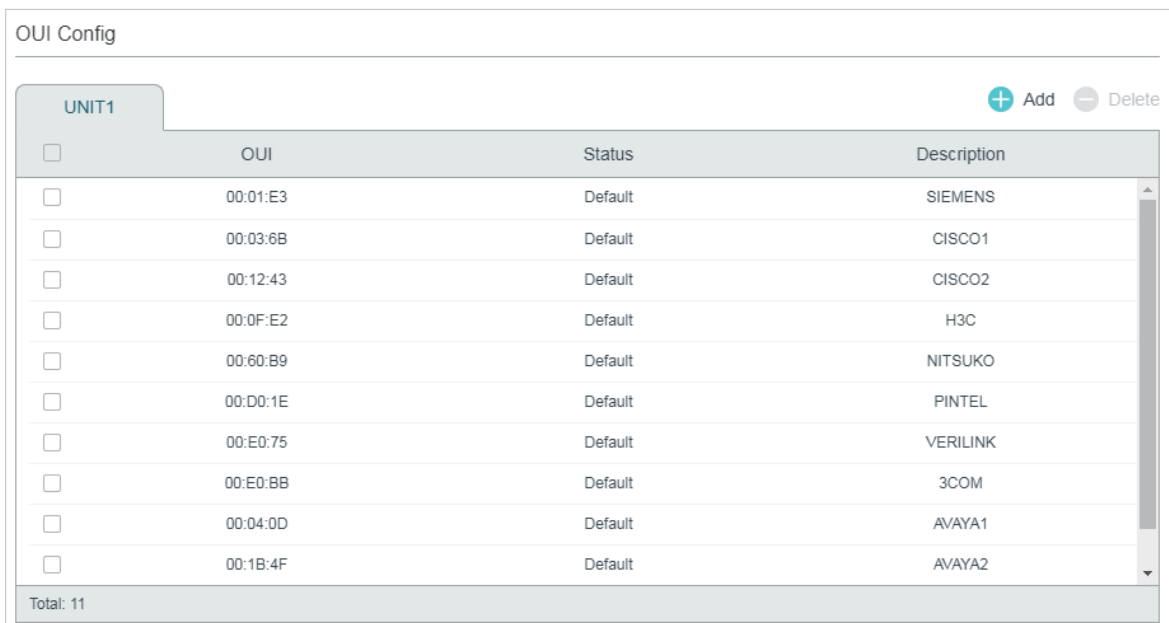 OUI Config
UNIT1 Add Delete
OUI Status Description
00:01:E3 Default SIEMENS
00:03:6B Default CISCO1
00:12:43 Default CISCO2
00:0F:E2 Default H3C
00:60:B9 Default NITSUKO
00:D0:1E Default PINTEL
00:E0:75 Default VERILINK
00:E0:BB Default 3COM
00:04:0D Default AVAYA1
00:1B:4F Default AVAYA2
Total: 11